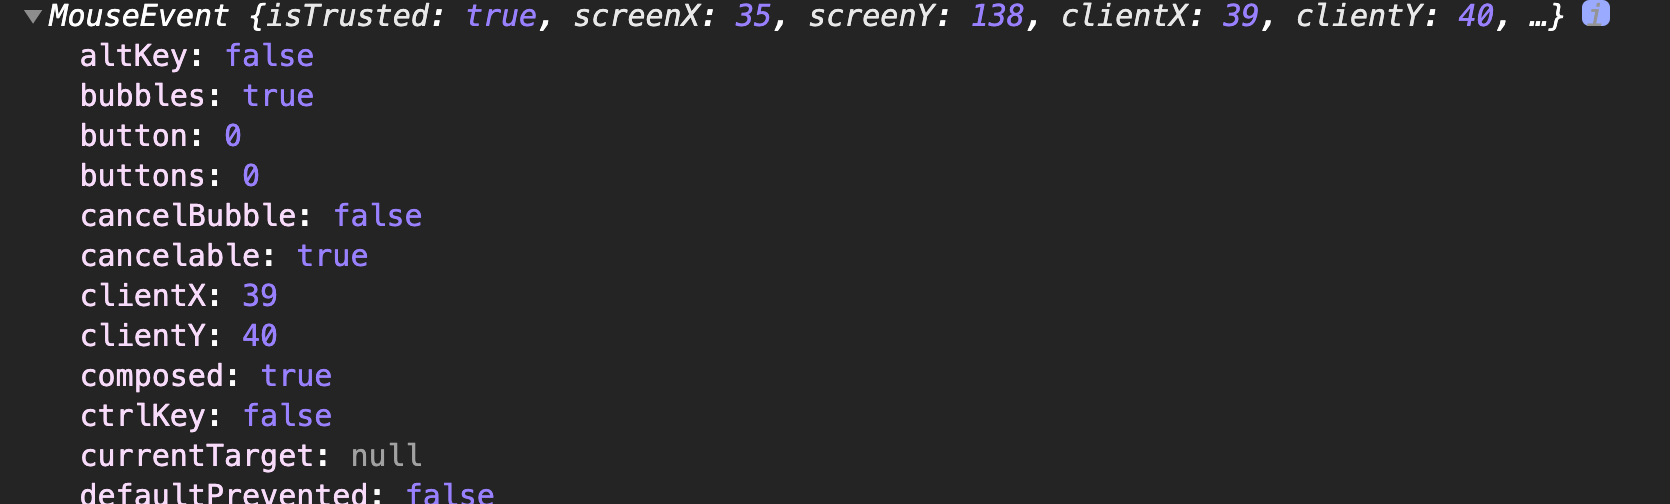 ▼MouseEvent {isTrusted: true, screenX: 35, screenY: 138, clientX: 39, clientY: 40, …} i
altKey: false
bubbles: true
button: 0
buttons: 0
cancelBubble: false
cancelable: true
clientX: 39
clientY: 40
composed: true
ctrlKey: false
currentTarget: null
defaultPrevented: false